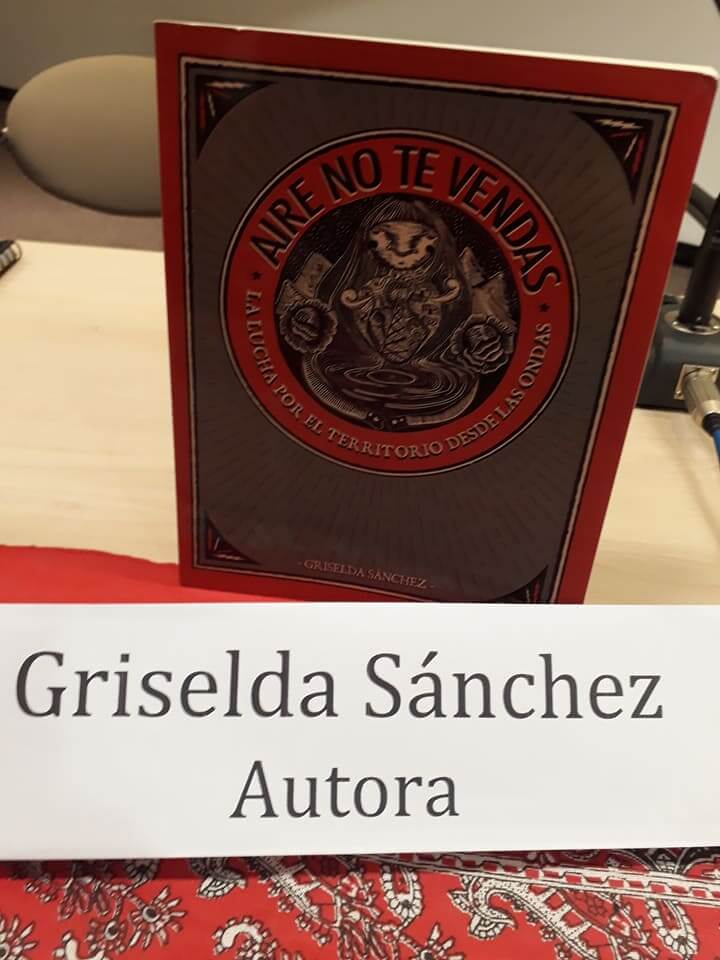 AIRE NO TE VENDAS
LA LUCHA POR EL TERRITORIO DESDE LAS ONDAS
- GRISELDA SÁNCHEZ -
Griselda Sánchez
Autora